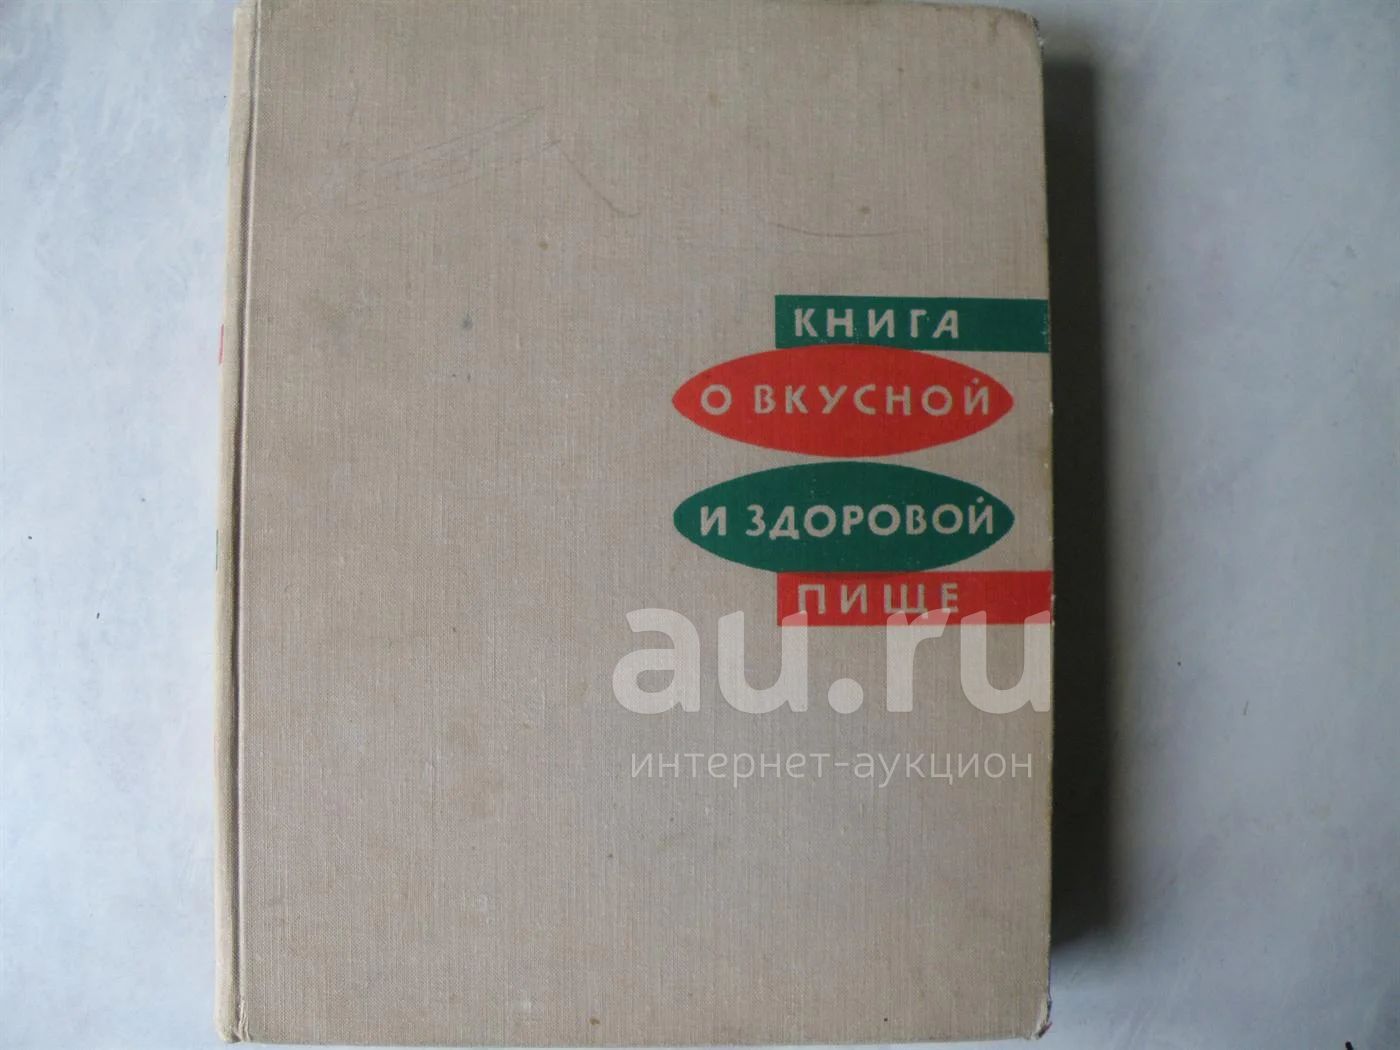 КНИГА
О ВКУСНОЙ
И ЗДОРОВОЙ
ПИЩЕ
au.ru
интернет-аукцион